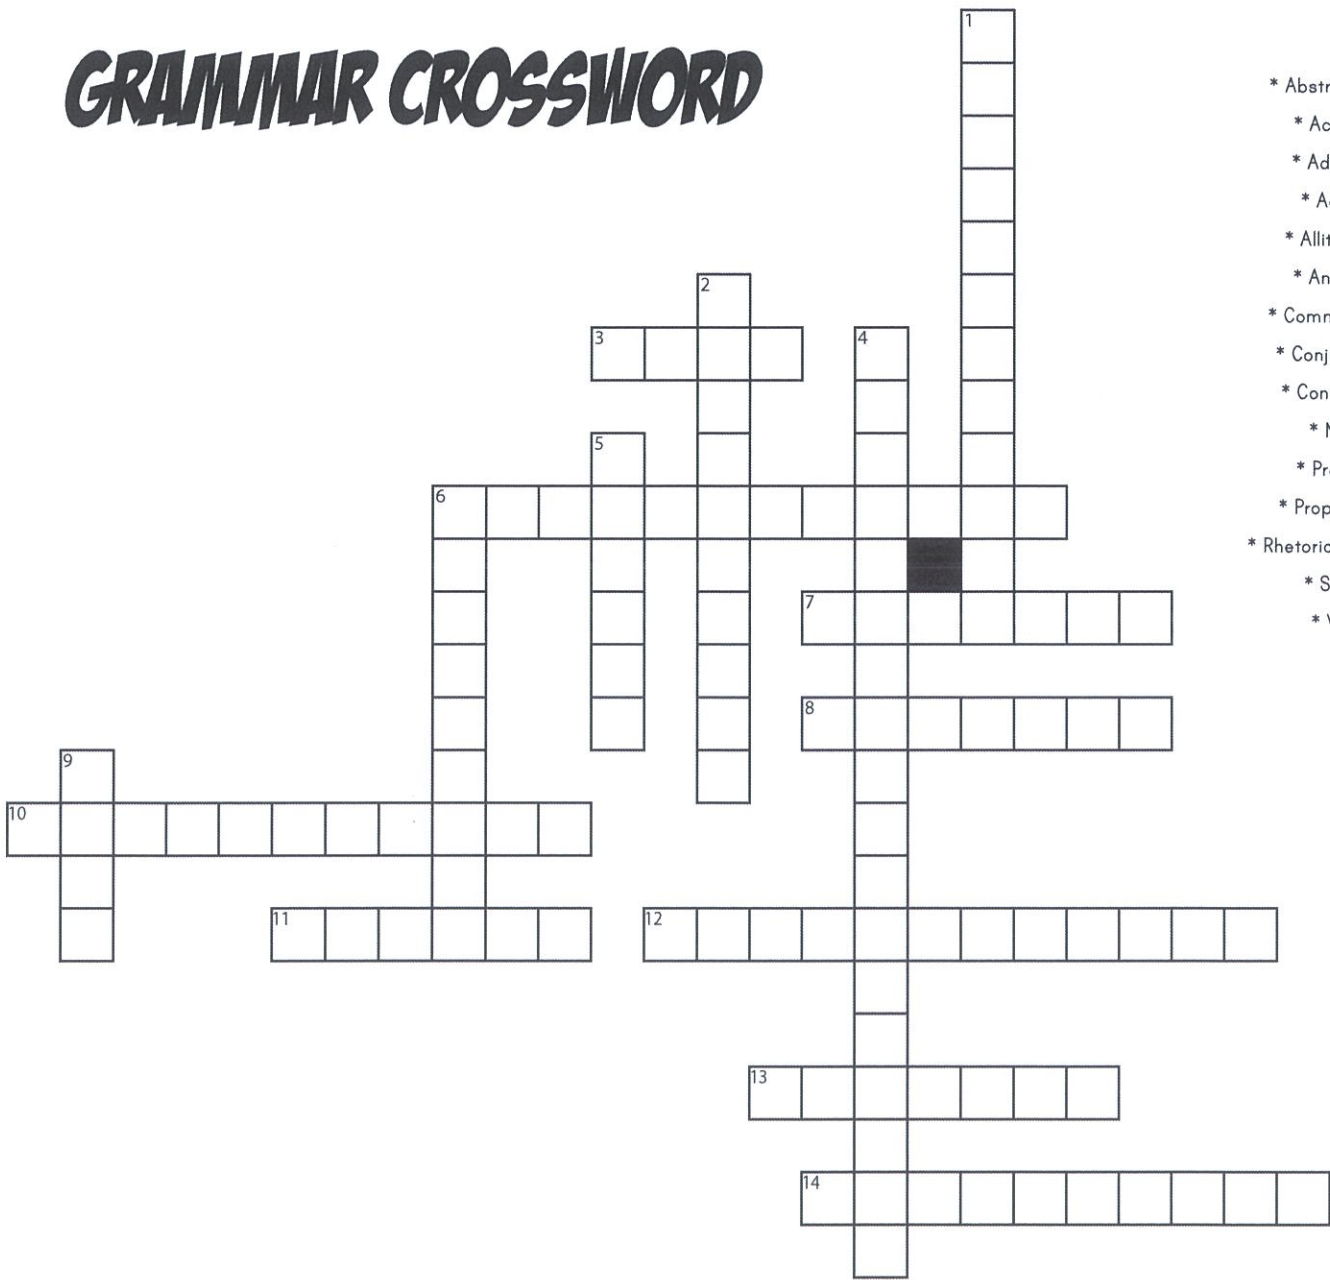 GRAMMAR CROSSWORD
1
* Abstr
* Ac
* Ad
* A
* Allit
2
* An
* Comm
3
4
* Conj
* Con
5
* N
* Pr
6
* Prop
* Rhetoric
7
* S
* V
8
9
10
11
12
13
14